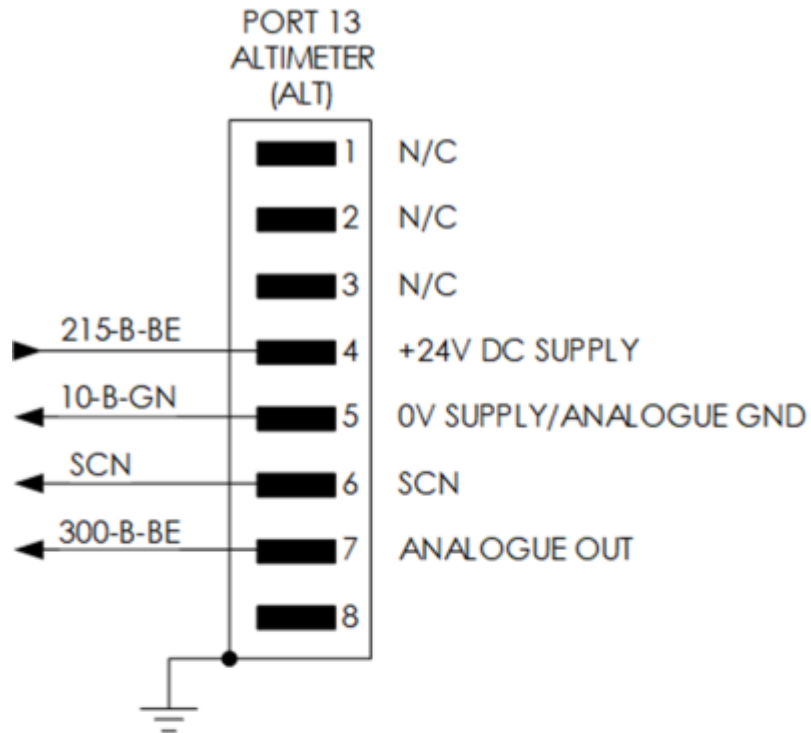 PORT 13
ALTIMETER
(ALT)
1 N/C
2 N/C
3 N/C
215-B-BE 4 +24V DC SUPPLY
10-B-GN 5 0V SUPPLY/ANALOGUE GND
SCN 6 SCN
300-B-BE 7 ANALOGUE OUT
8